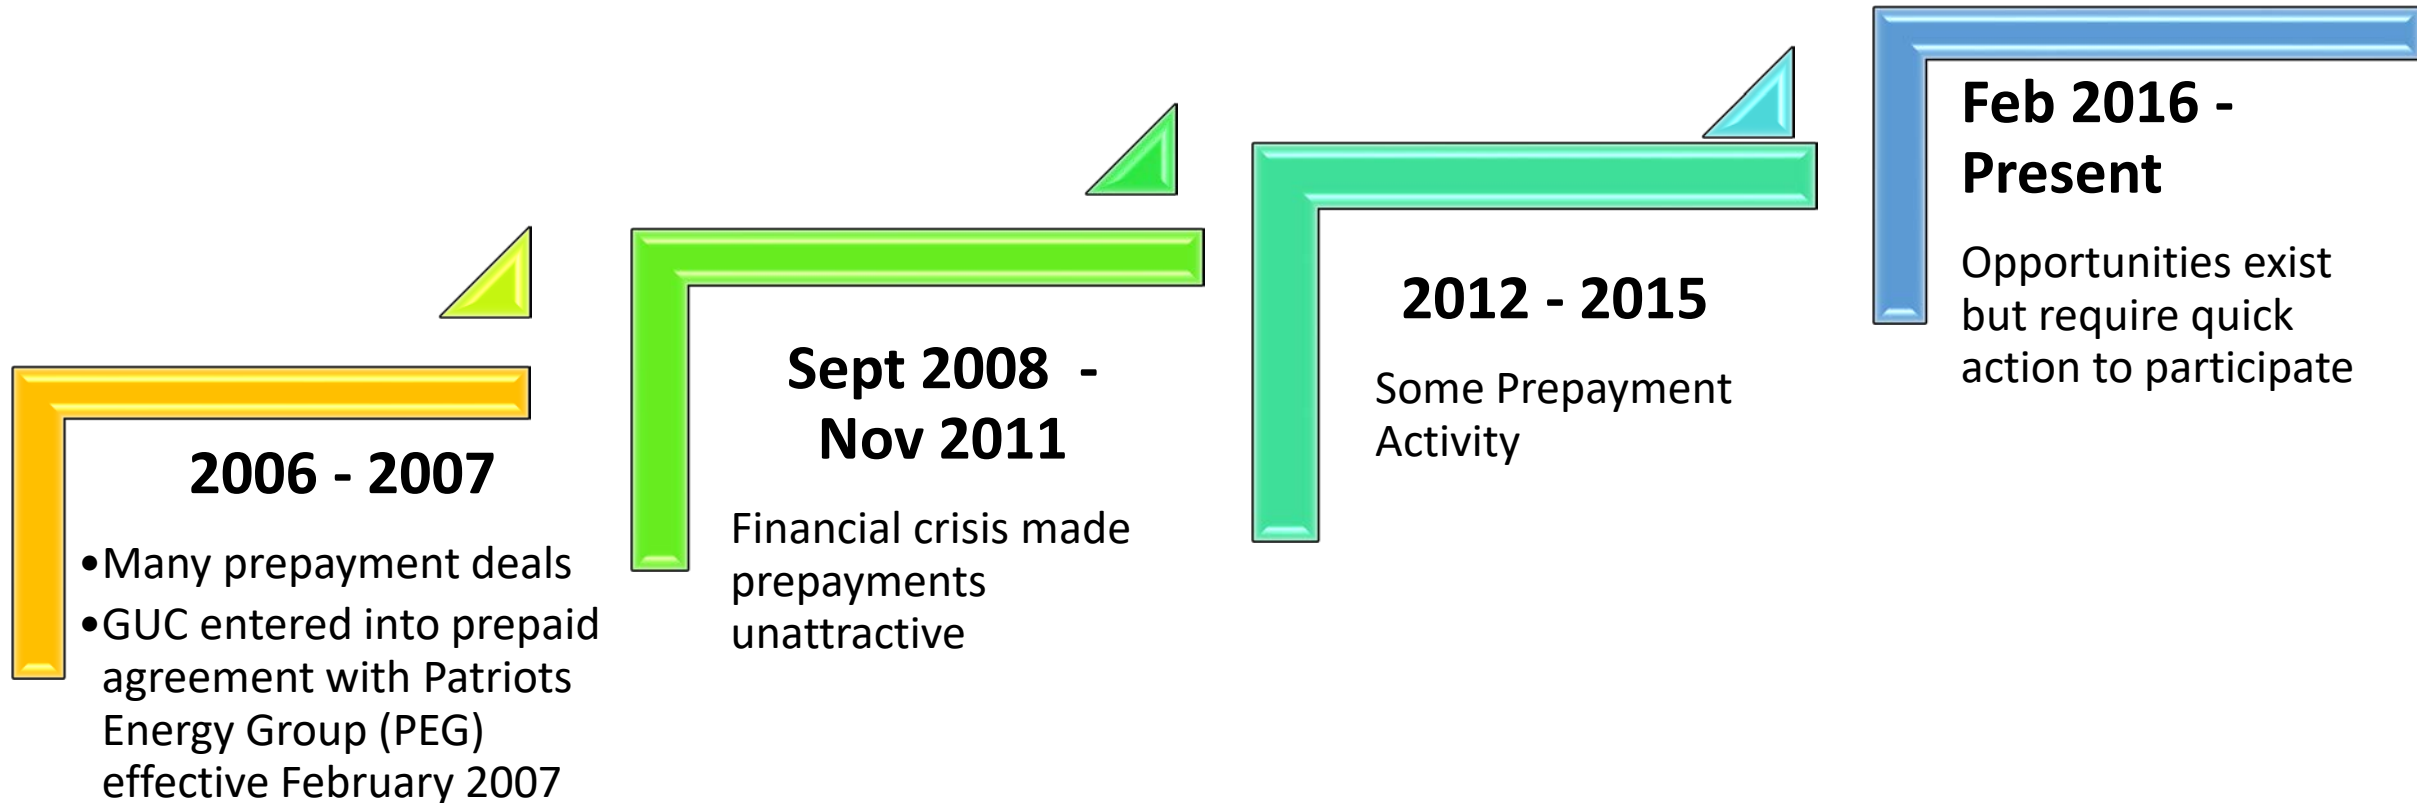 2006 - 2007
•Many prepayment deals
•GUC entered into prepaid
agreement with Patriots
Energy Group (PEG)
effective February 2007
Sept 2008  -
Nov 2011
Financial crisis made
prepayments
unattractive
2012 - 2015
Some Prepayment
Activity
Feb 2016 -
Present
Opportunities exist
but require quick
action to participate